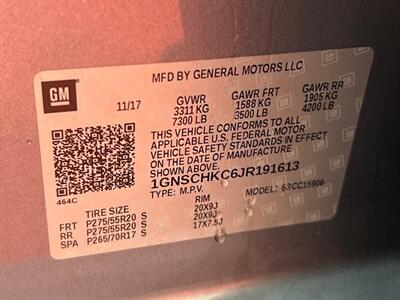 GM
MFD BY GENERAL MOTORS LLC
11/17 GVWR GAWR FRT GAWR RR
3311 KG 1588 KG 1905 KG
7300 LB 3500 LB 4200 LB
THIS VEHICLE CONFORMS TO ALL
APPLICABLE U.S. FEDERAL MOTOR
VEHICLE SAFETY AND THEFT PREVENTION
STANDARDS IN EFFECT ON THE DATE OF
MANUFACTURE SHOWN ABOVE.
1GNSCHKC6JR191613
TYPE: M.P.V. MODEL: 63CC15906
464C
TIRE SIZE RIM
FRT P275/55R20 S 20X9J
RR P275/55R20 S 20X9J
SPA P265/70R17 S 17X7.5J